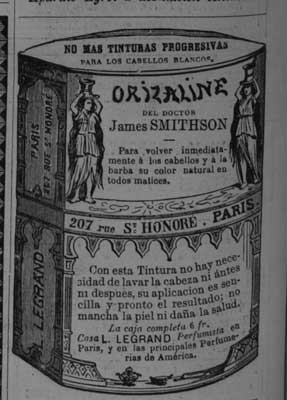 NO MAS TINTURAS PROGRESIVAS
PARA LOS CABELLOS BLANCOS.
ORIZALINE
DEL DOCTOR
James SMITHSON
Para volver inmediata-
mente à los cabellos y á la
barba su color natural en
todos matices.
PARIS
207 RUE ST HONORÉ
207 rue ST HONORE . PARIS
LEGRAND
Con esta Tintura no hay nece-
sidad de lavar la cabeza ni ántes
ni despues, su aplicacion es sen-
cilla y pronto el resultado; no
mancha la piel ni daña la salud.
La caja completa 6 fr.
Casa L. LEGRAND Perfumista en
Paris, y en las principales Perfume-
rias de América.